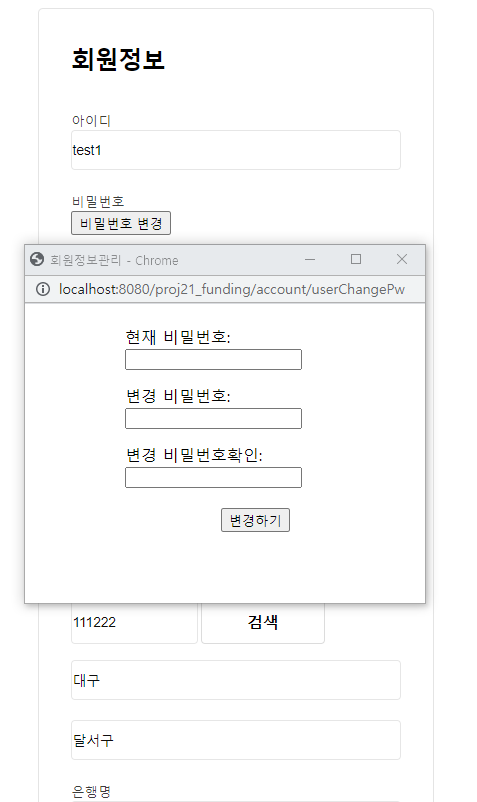 회원정보
아이디
test1
비밀번호
비밀번호 변경
회원정보관리 - Chrome
localhost:8080/proj21_funding/account/userChangePw
현재 비밀번호:
변경 비밀번호:
변경 비밀번호확인:
변경하기
111222 검색
대구
달서구
은행명